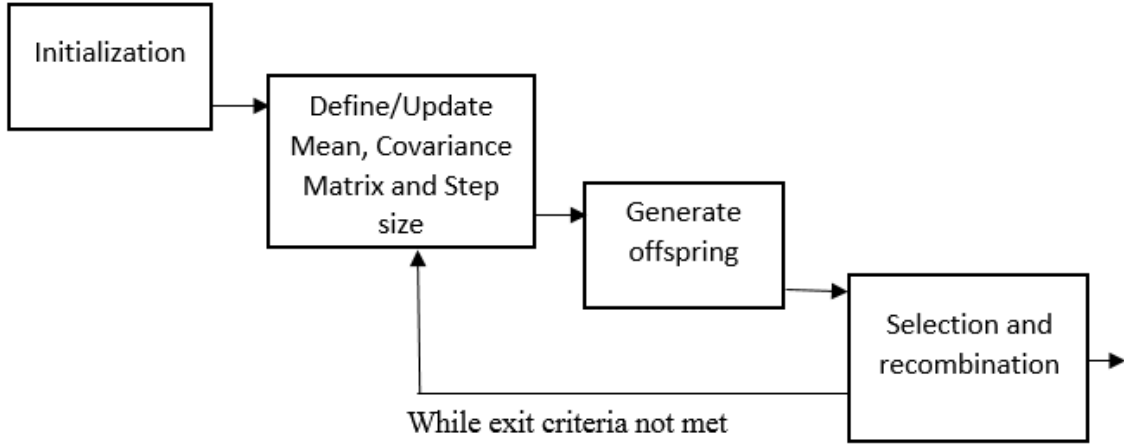 Initialization
Define/Update
Mean, Covariance
Matrix and Step
size
Generate
offspring
Selection and
recombination
While exit criteria not met